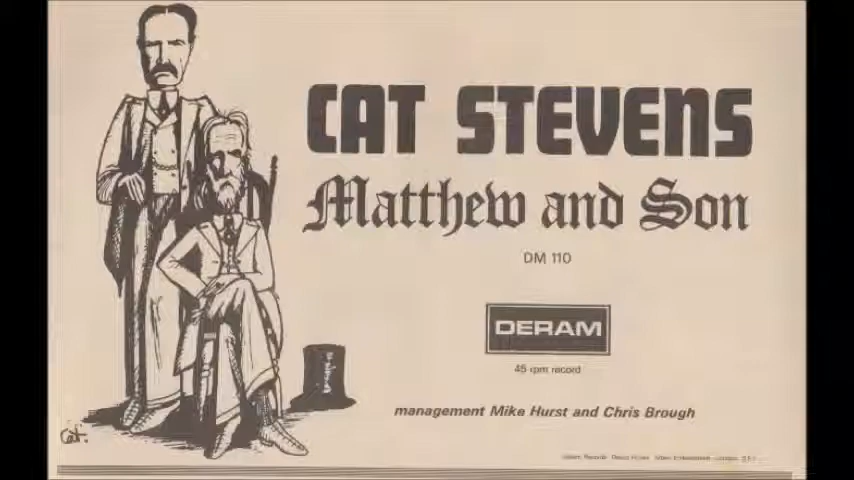 CAT STEVENS
Matthew and Son
DM 110
DERAM
45 rpm record
management Mike Hurst and Chris Brough
Cat.